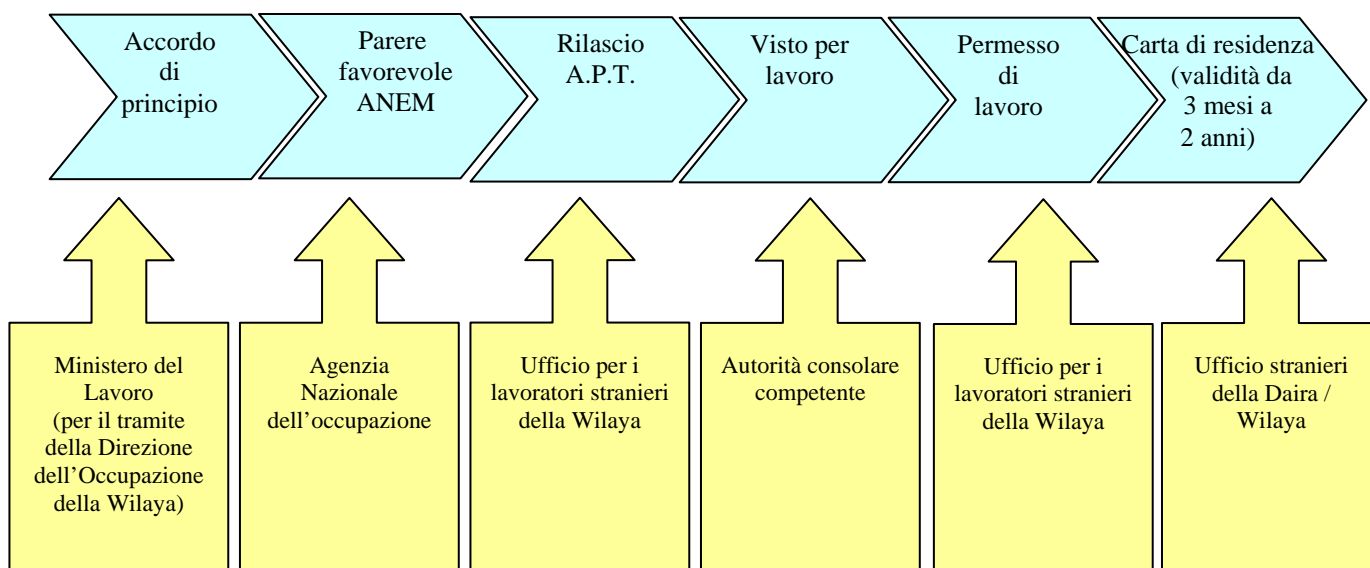 Accordo
di
principio
Parere
favorevole
ANEM
Rilascio
A.P.T.
Visto per
lavoro
Permesso
di
lavoro
Carta di residenza
(validità da
3 mesi a
2 anni)
Ministero del
Lavoro
(per il tramite
della Direzione
dell’Occupazione
della Wilaya)
Agenzia
Nazionale
dell’occupazione
Ufficio per i
lavoratori stranieri
della Wilaya
Autorità consolare
competente
Ufficio per i
lavoratori stranieri
della Wilaya
Ufficio stranieri
della Daira /
Wilaya